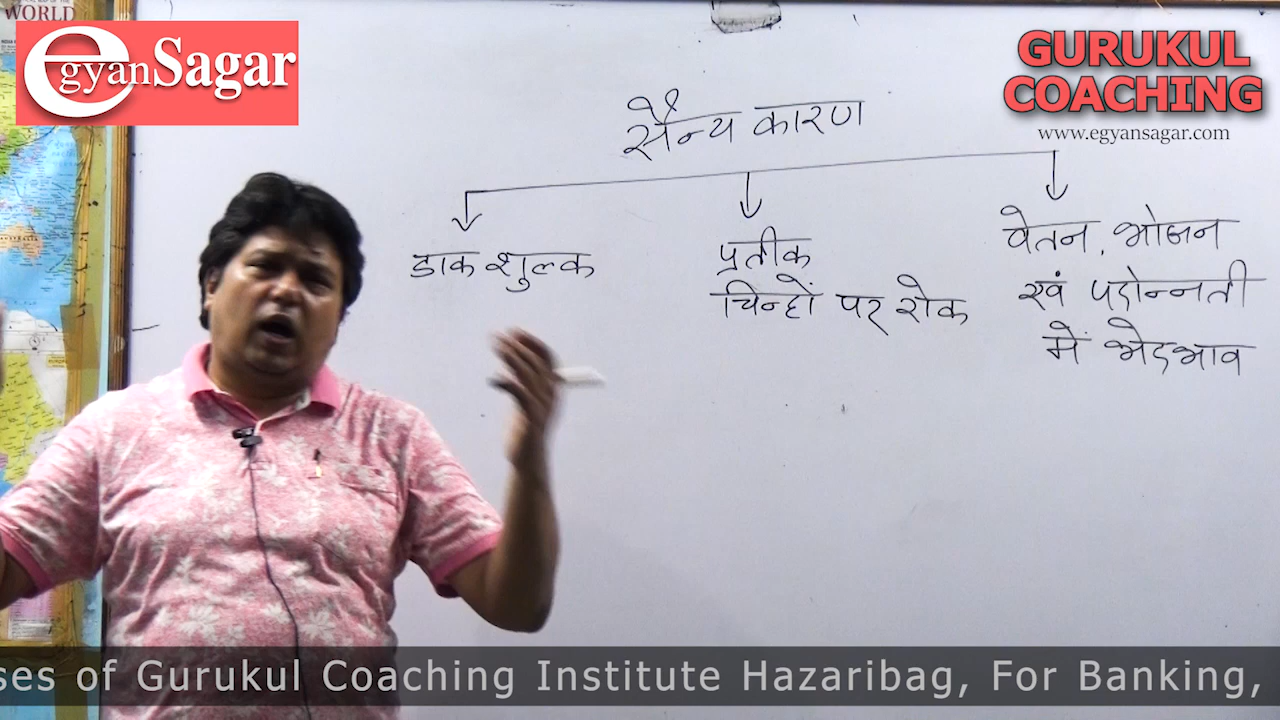 WORLD
egyanSagar
GURUKUL
COACHING
www.egyansagar.com
सैन्य कारण
डाक शुल्क
प्रतीक
चिन्हों पर रोक
वेतन, भोजन
एवं पदोन्नती
में भेदभाव
ses of Gurukul Coaching Institute Hazaribag, For Banking,